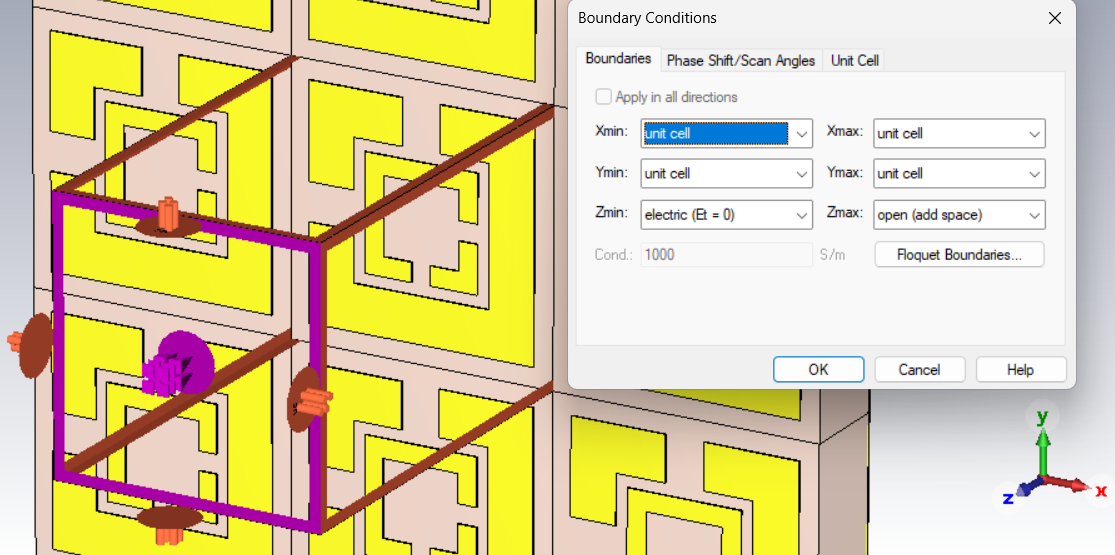 Boundary Conditions
Boundaries Phase Shift/Scan Angles Unit Cell
Apply in all directions
Xmin: unit cell Xmax: unit cell
Ymin: unit cell Ymax: unit cell
Zmin: electric (Et = 0) Zmax: open (add space)
Cond.: 1000 S/m Floquet Boundaries...
OK Cancel Help
y
z x